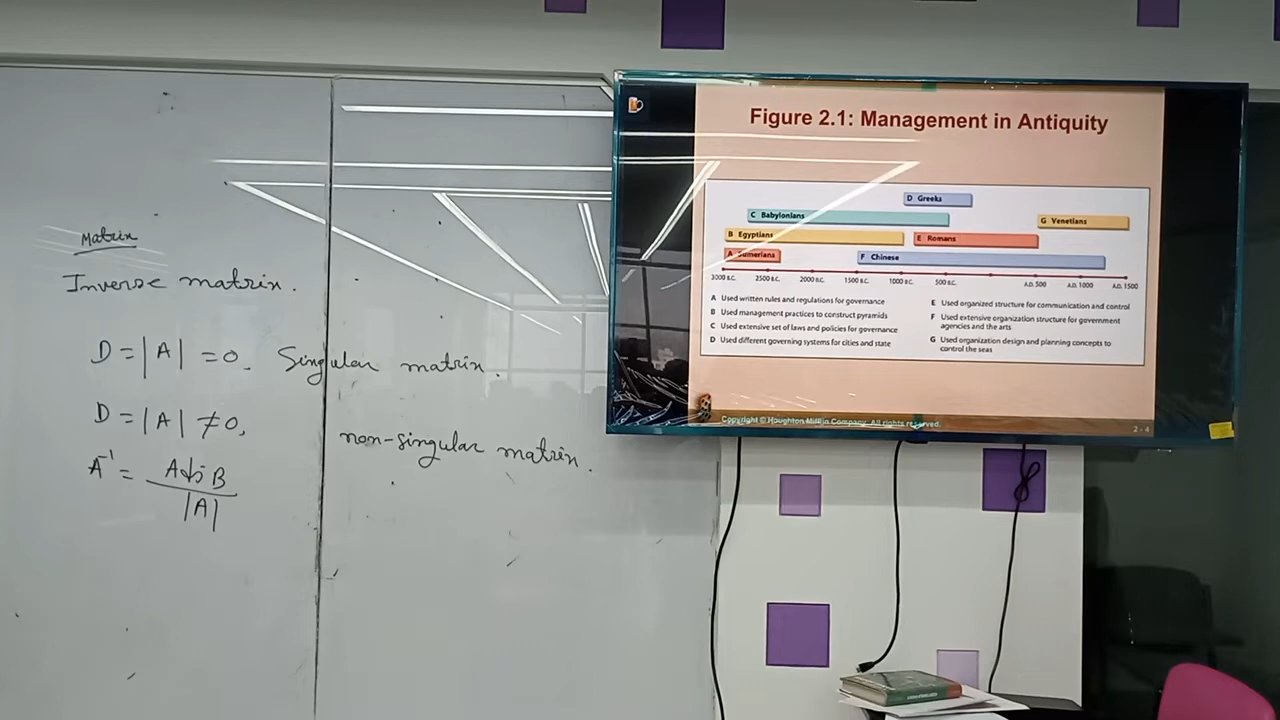 Matrix
Inverse matrix.
D = |A| = 0. Singular matrix.
D = |A| ≠ 0, non-singular matrix.
A⁻¹ = Adj B
|A|
Figure 2.1: Management in Antiquity
D Greeks
C Babylonians
G Venetians
B Egyptians
E Romans
A Sumerians
F Chinese
3000 B.C. 2500 B.C. 2000 B.C. 1500 B.C. 1000 B.C. 500 B.C. A.D. 500 A.D. 1000 A.D. 1500
A Used written rules and regulations for governance
B Used management practices to construct pyramids
C Used extensive set of laws and policies for governance
D Used different governing systems for cities and state
E Used organized structure for communication and control
F Used extensive organization structure for government
agencies and the arts
G Used organization design and planning concepts to
control the seas
Copyright © Houghton Mifflin Company. All rights reserved.
2 - 4